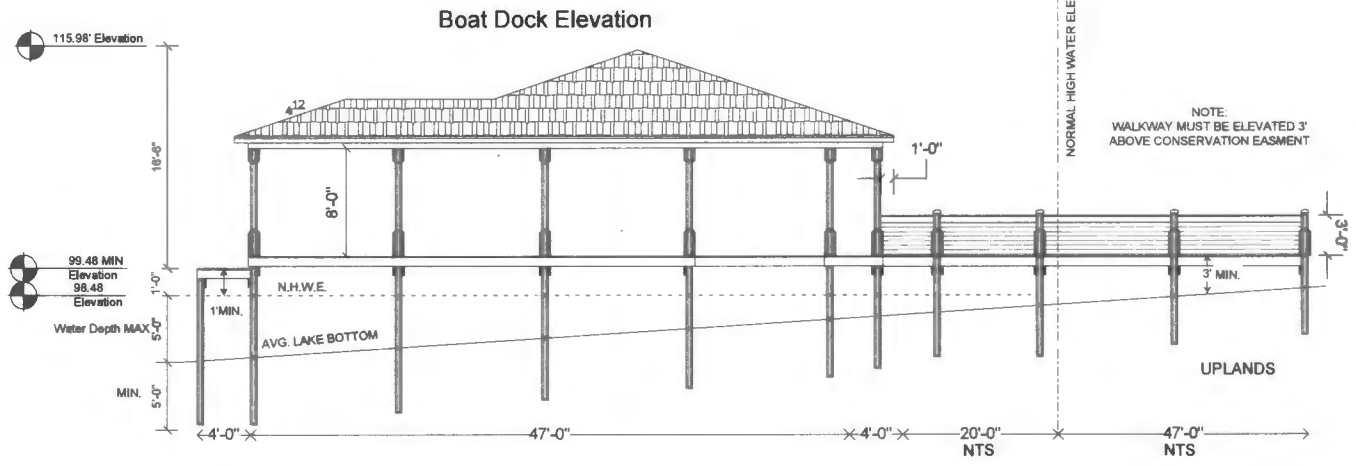 Boat Dock Elevation
115.98' Elevation
NORMAL HIGH WATER ELE
12
NOTE:
WALKWAY MUST BE ELEVATED 3'
ABOVE CONSERVATION EASMENT
16'-6"
8'-0"
1'-0"
3'-0"
99.48 MIN
Elevation
98.48
Elevation
1'-0"
1'MIN.
N.H.W.E.
3' MIN.
Water Depth MAX
5'-0"
AVG. LAKE BOTTOM
UPLANDS
MIN.
5'-0"
4'-0"
47'-0"
4'-0"
20'-0"
NTS
47'-0"
NTS